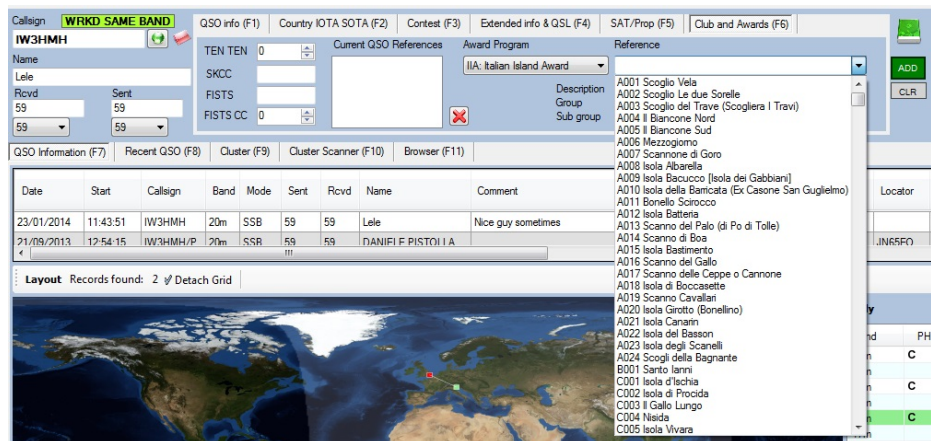 Callsign WRKD SAME BAND
IW3HMH
Name
Lele
Rcvd Sent
59 59
59 59
QSO info (F1) Country IOTA SOTA (F2) Contest (F3) Extended info & QSL (F4) SAT/Prop (F5) Club and Awards (F6)
TEN TEN 0
SKCC
FISTS
FISTS CC 0
Current QSO References
Award Program
IIA: Italian Island Award
Description
Group
Sub group
Reference
ADD
CLR
A001 Scoglio Vela
A002 Scoglio Le due Sorelle
A003 Scoglio del Trave (Scogliera I Travi)
A004 Il Biancone Nord
A005 Il Biancone Sud
A006 Mezzogiorno
A007 Scannone di Goro
A008 Isola Albarella
A009 Isola Bacucco [Isola dei Gabbiani]
A010 Isola della Barricata (Ex Casone San Guglielmo)
A011 Bonello Scirocco
A012 Isola Batteria
A013 Scanno del Palo (di Po di Tolle)
A014 Scanno di Boa
A015 Isola Bastimento
A016 Scanno del Gallo
A017 Scanno delle Ceppe o Cannone
A018 Isola di Boccasette
A019 Scanno Cavallari
A020 Isola Girotto (Bonellino)
A021 Isola Canarin
A022 Isola del Basson
A023 Isola degli Scanelli
A024 Scogli della Bagnante
B001 Santo Ianni
C001 Isola d'Ischia
C002 Isola di Procida
C003 Il Gallo Lungo
C004 Nisida
C005 Isola Vivara
QSO Information (F7) Recent QSO (F8) Cluster (F9) Cluster Scanner (F10) Browser (F11)
Date Start Callsign Band Mode Sent Rcvd Name Comment Locator
23/01/2014 11:43:51 IW3HMH 20m SSB 59 59 Lele Nice guy sometimes
21/09/2013 12:54:15 IW3HMH/P 20m SSB 59 59 DANIELE PISTOLLA JN65EO
Layout Records found: 2 Detach Grid
PH
C
C
C